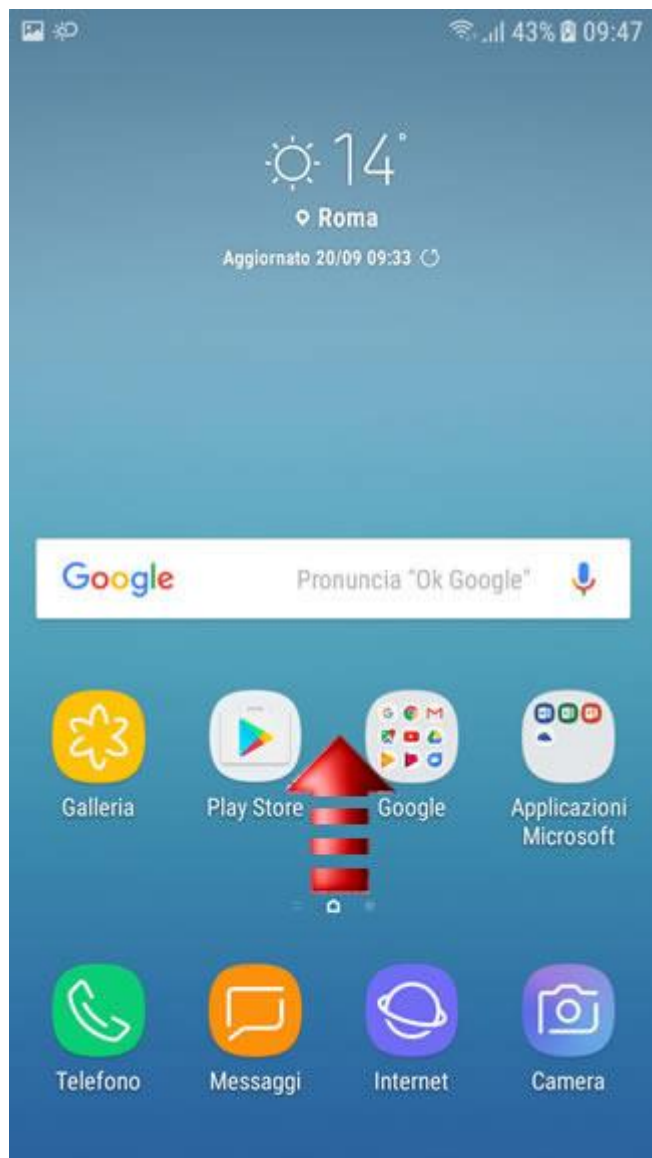 43% 09:47
14°
Roma
Aggiornato 20/09 09:33
Google Pronuncia "Ok Google"
Galleria Play Store Google Applicazioni
Microsoft
Telefono Messaggi Internet Camera